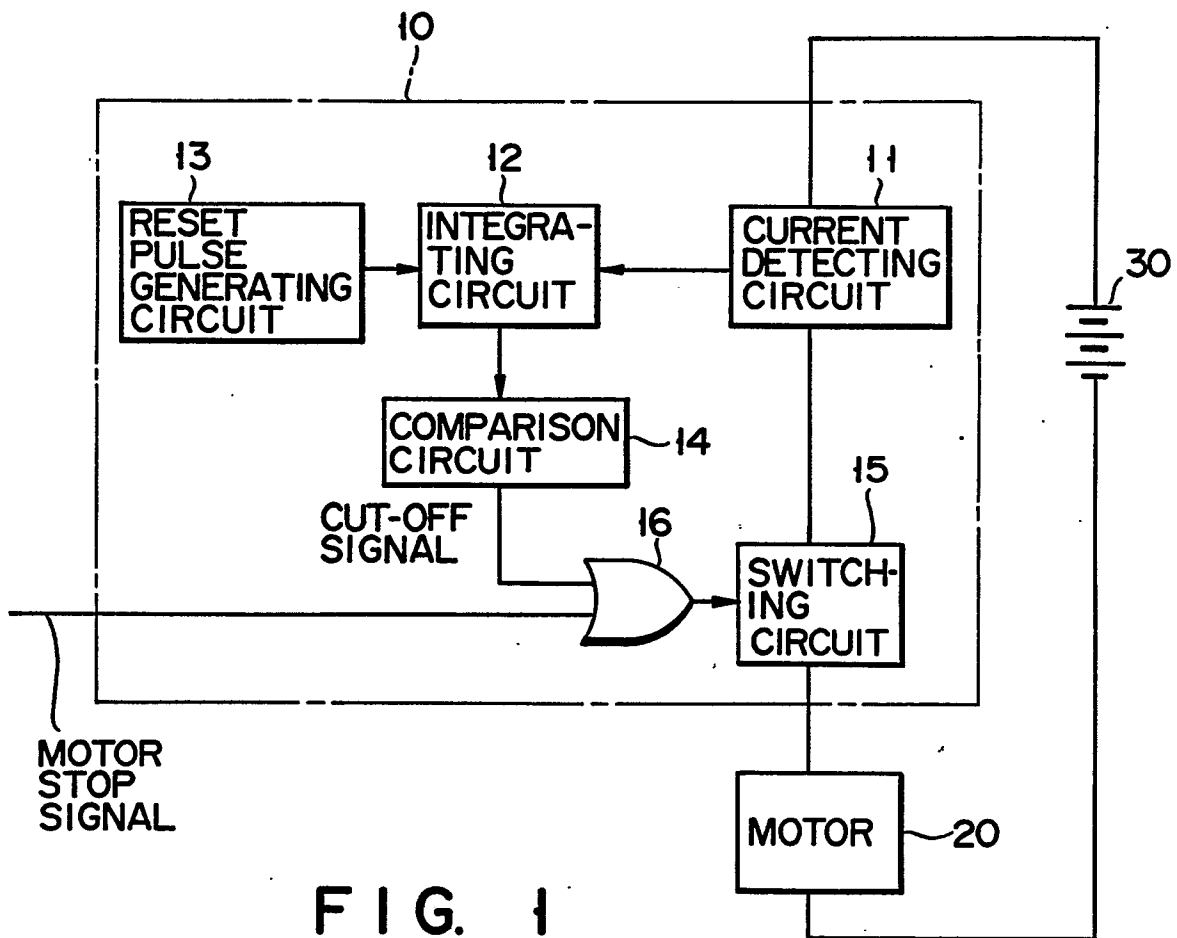 10
13
12
11
RESET
PULSE
GENERATING
CIRCUIT
INTEGRA-
TING
CIRCUIT
CURRENT
DETECTING
CIRCUIT
30
COMPARISON
CIRCUIT
14
CUT-OFF
SIGNAL
16
15
SWITCH-
ING
CIRCUIT
MOTOR
STOP
SIGNAL
MOTOR
20
FIG. 1